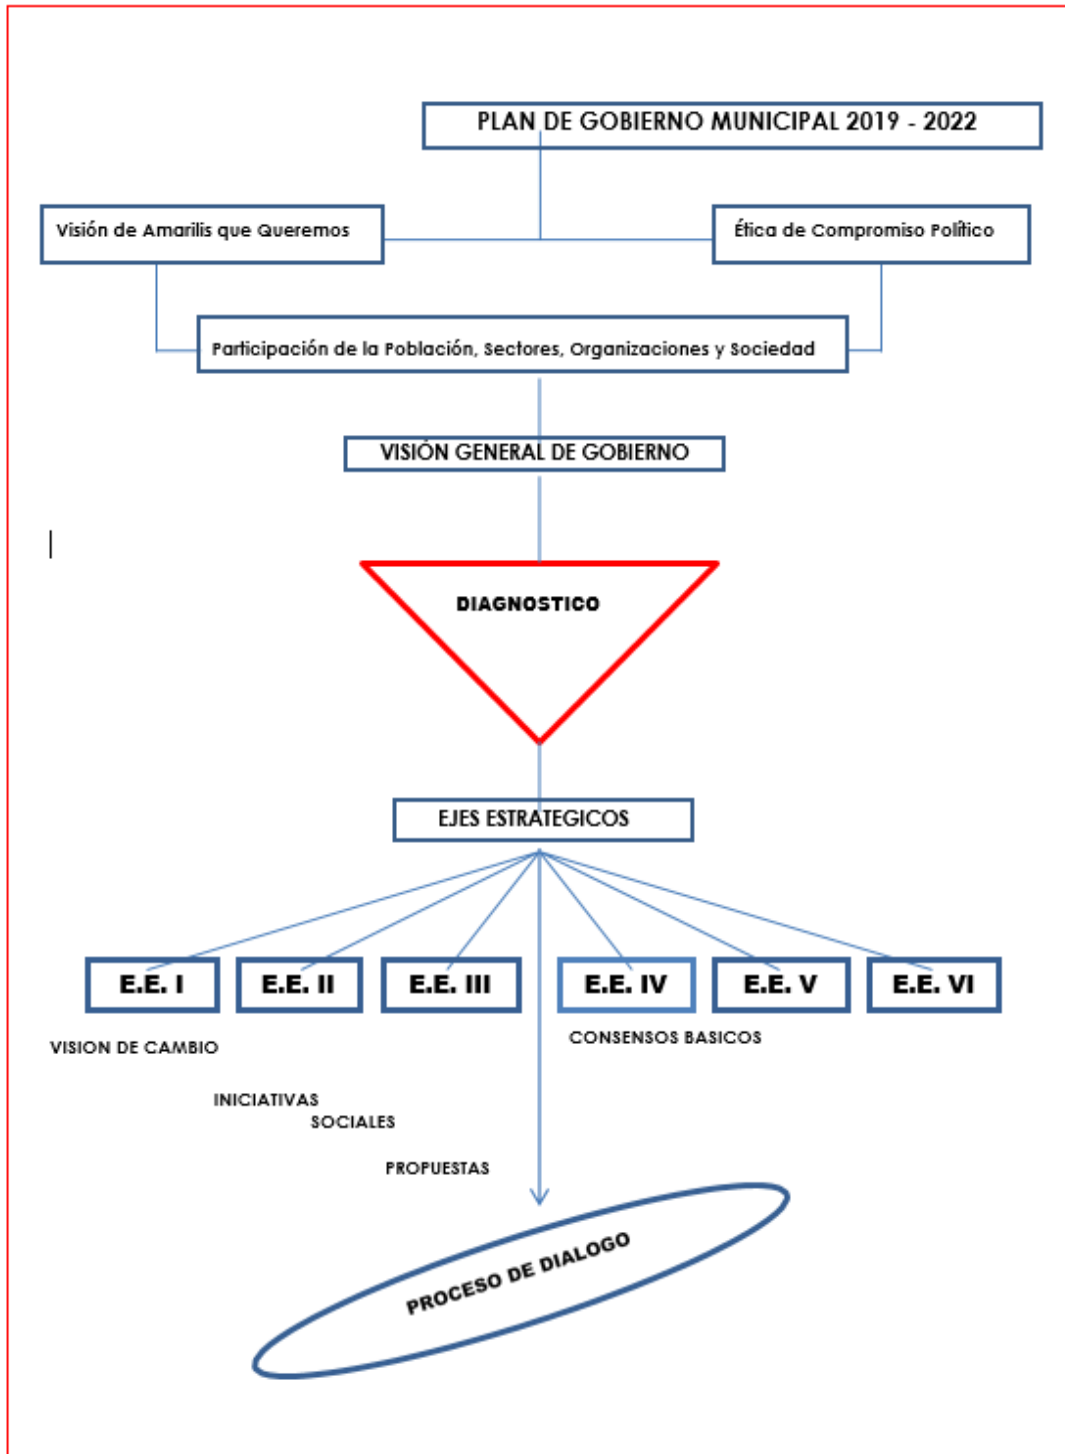 PLAN DE GOBIERNO MUNICIPAL 2019 - 2022
Visión de Amarilis que Queremos
Ética de Compromiso Político
Participación de la Población, Sectores, Organizaciones y Sociedad
VISIÓN GENERAL DE GOBIERNO
DIAGNOSTICO
EJES ESTRATEGICOS
E.E. I
E.E. II
E.E. III
E.E. IV
E.E. V
E.E. VI
VISION DE CAMBIO
CONSENSOS BASICOS
INICIATIVAS
SOCIALES
PROPUESTAS
PROCESO DE DIALOGO